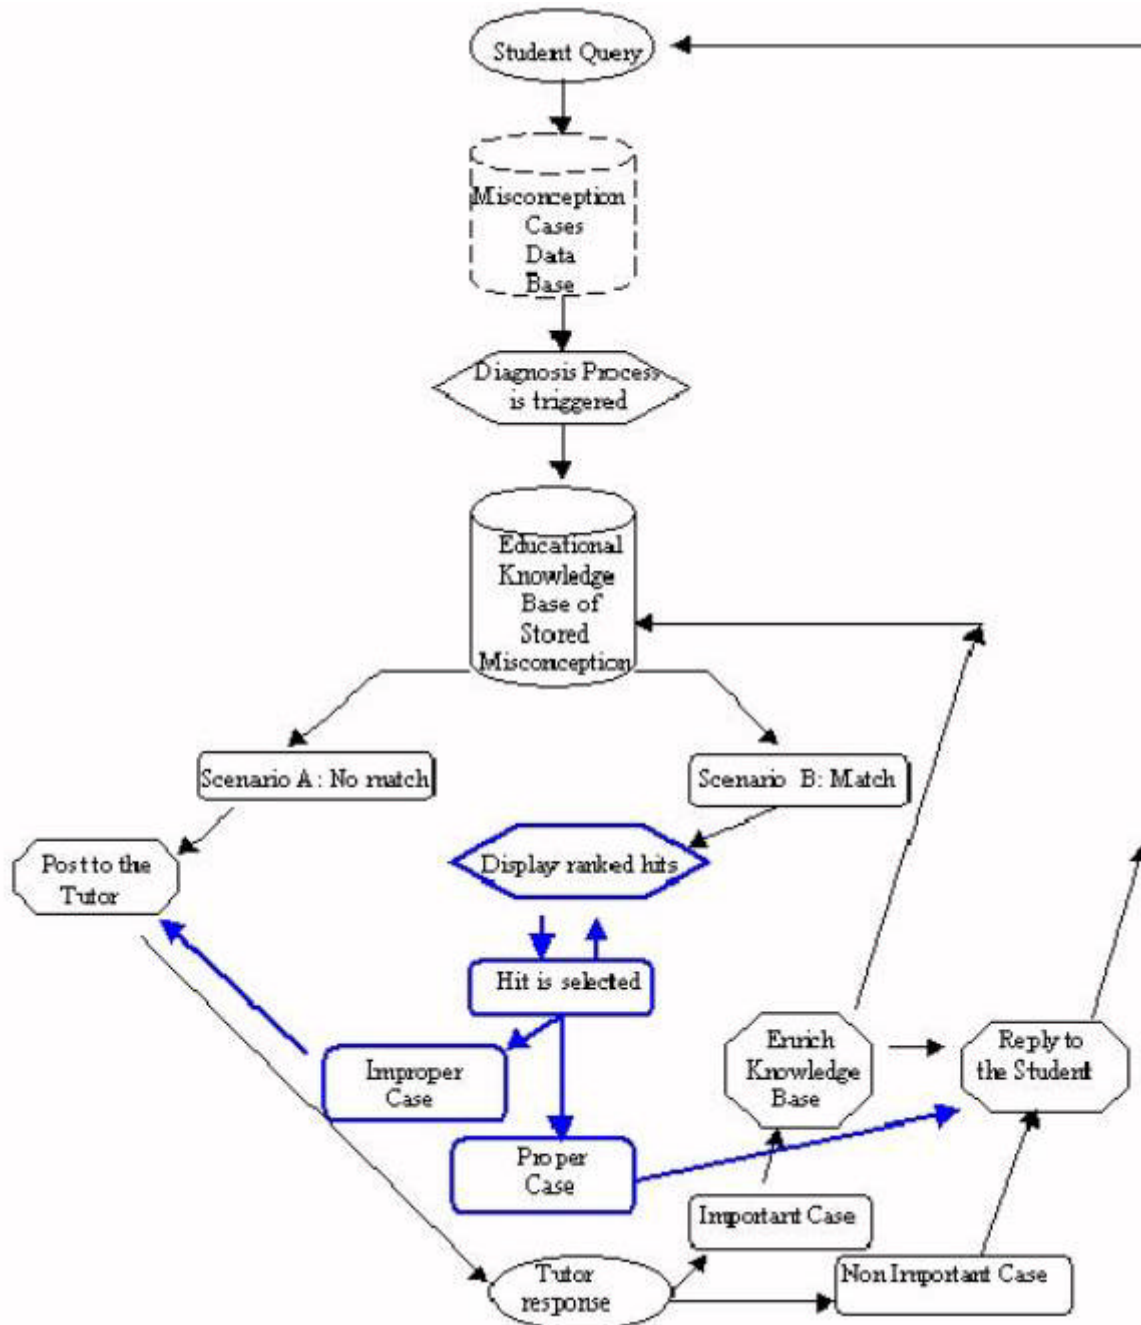 Student Query
Misconception
Cases
Data
Base
Diagnosis Process
is triggered
Educational
Knowledge
Base of
Stored
Misconception
Scenario A : No match
Scenario B: Match
Post to the
Tutor
Display ranked hits
Hit is selected
Improper
Case
Enrich
Knowledge
Base
Reply to
the Student
Proper
Case
Important Case
Tutor
response
Non Important Case